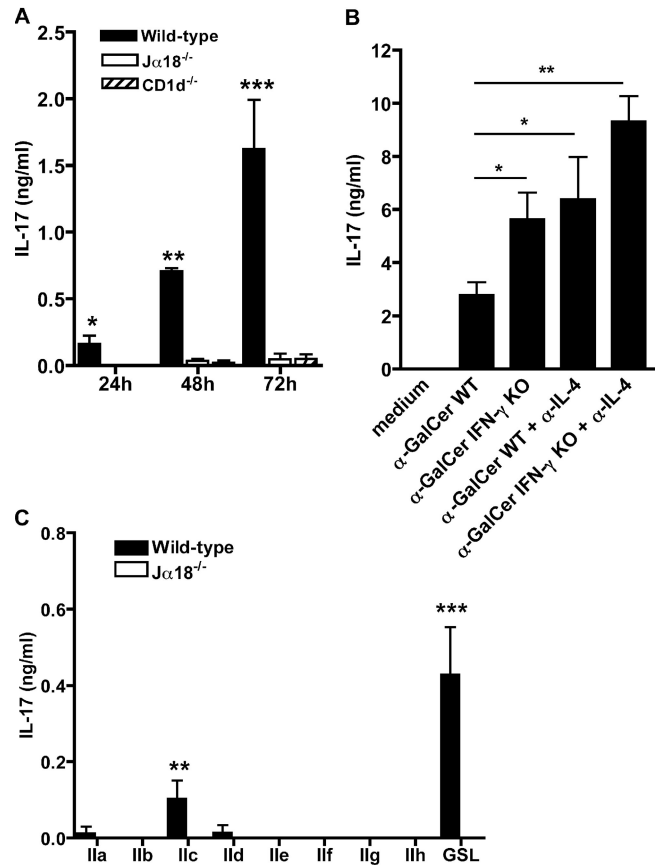 A
Wild-type
Jα18-/-
CD1d-/-
IL-17 (ng/ml)
2.5
2.0
1.5
1.0
0.5
0.0
*
**
***
24h
48h
72h
B
IL-17 (ng/ml)
12
10
8
6
4
2
0
**
*
*
medium
α-GalCer WT
α-GalCer IFN-γ KO
α-GalCer WT + α-IL-4
α-GalCer IFN-γ KO + α-IL-4
C
Wild-type
Jα18-/-
IL-17 (ng/ml)
0.8
0.6
0.4
0.2
0.0
**
***
IIa
IIb
IIc
IId
IIe
IIf
IIg
IIh
GSL